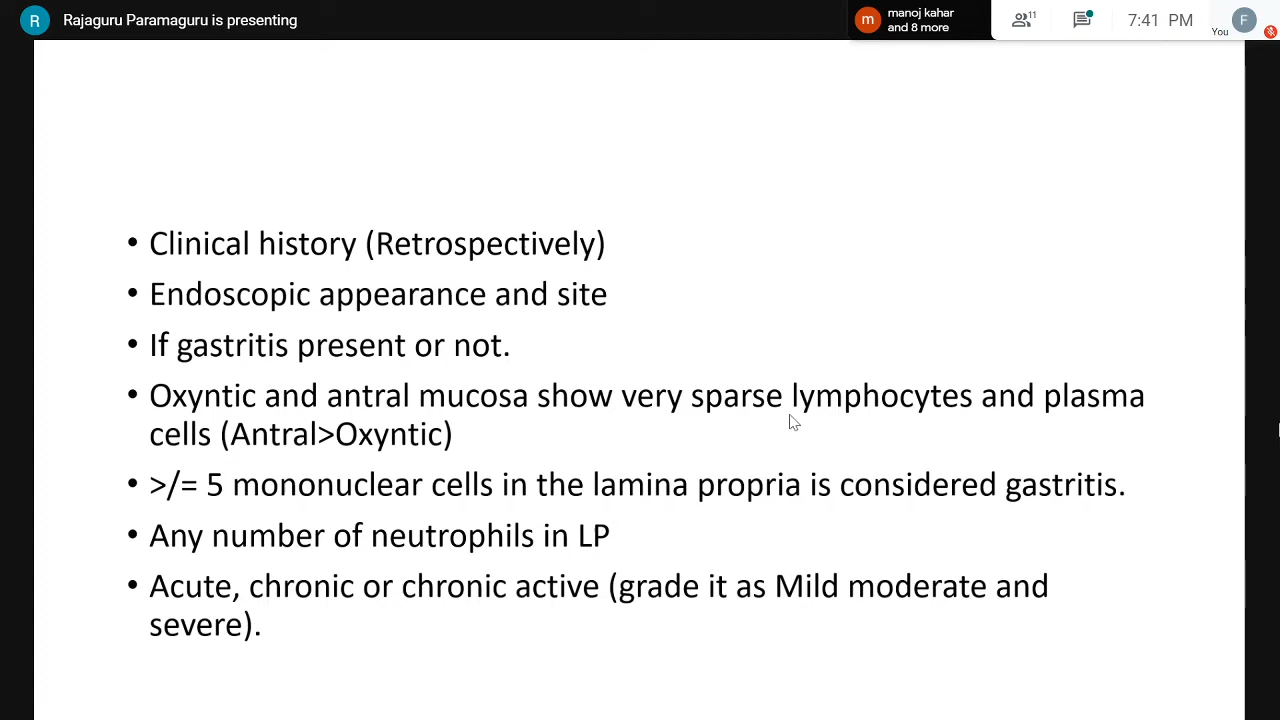 R Rajaguru Paramaguru is presenting
m manoj kahar
and 8 more
11
7:41 PM
You
F
• Clinical history (Retrospectively)
• Endoscopic appearance and site
• If gastritis present or not.
• Oxyntic and antral mucosa show very sparse lymphocytes and plasma
cells (Antral>Oxyntic)
• >/= 5 mononuclear cells in the lamina propria is considered gastritis.
• Any number of neutrophils in LP
• Acute, chronic or chronic active (grade it as Mild moderate and
severe).